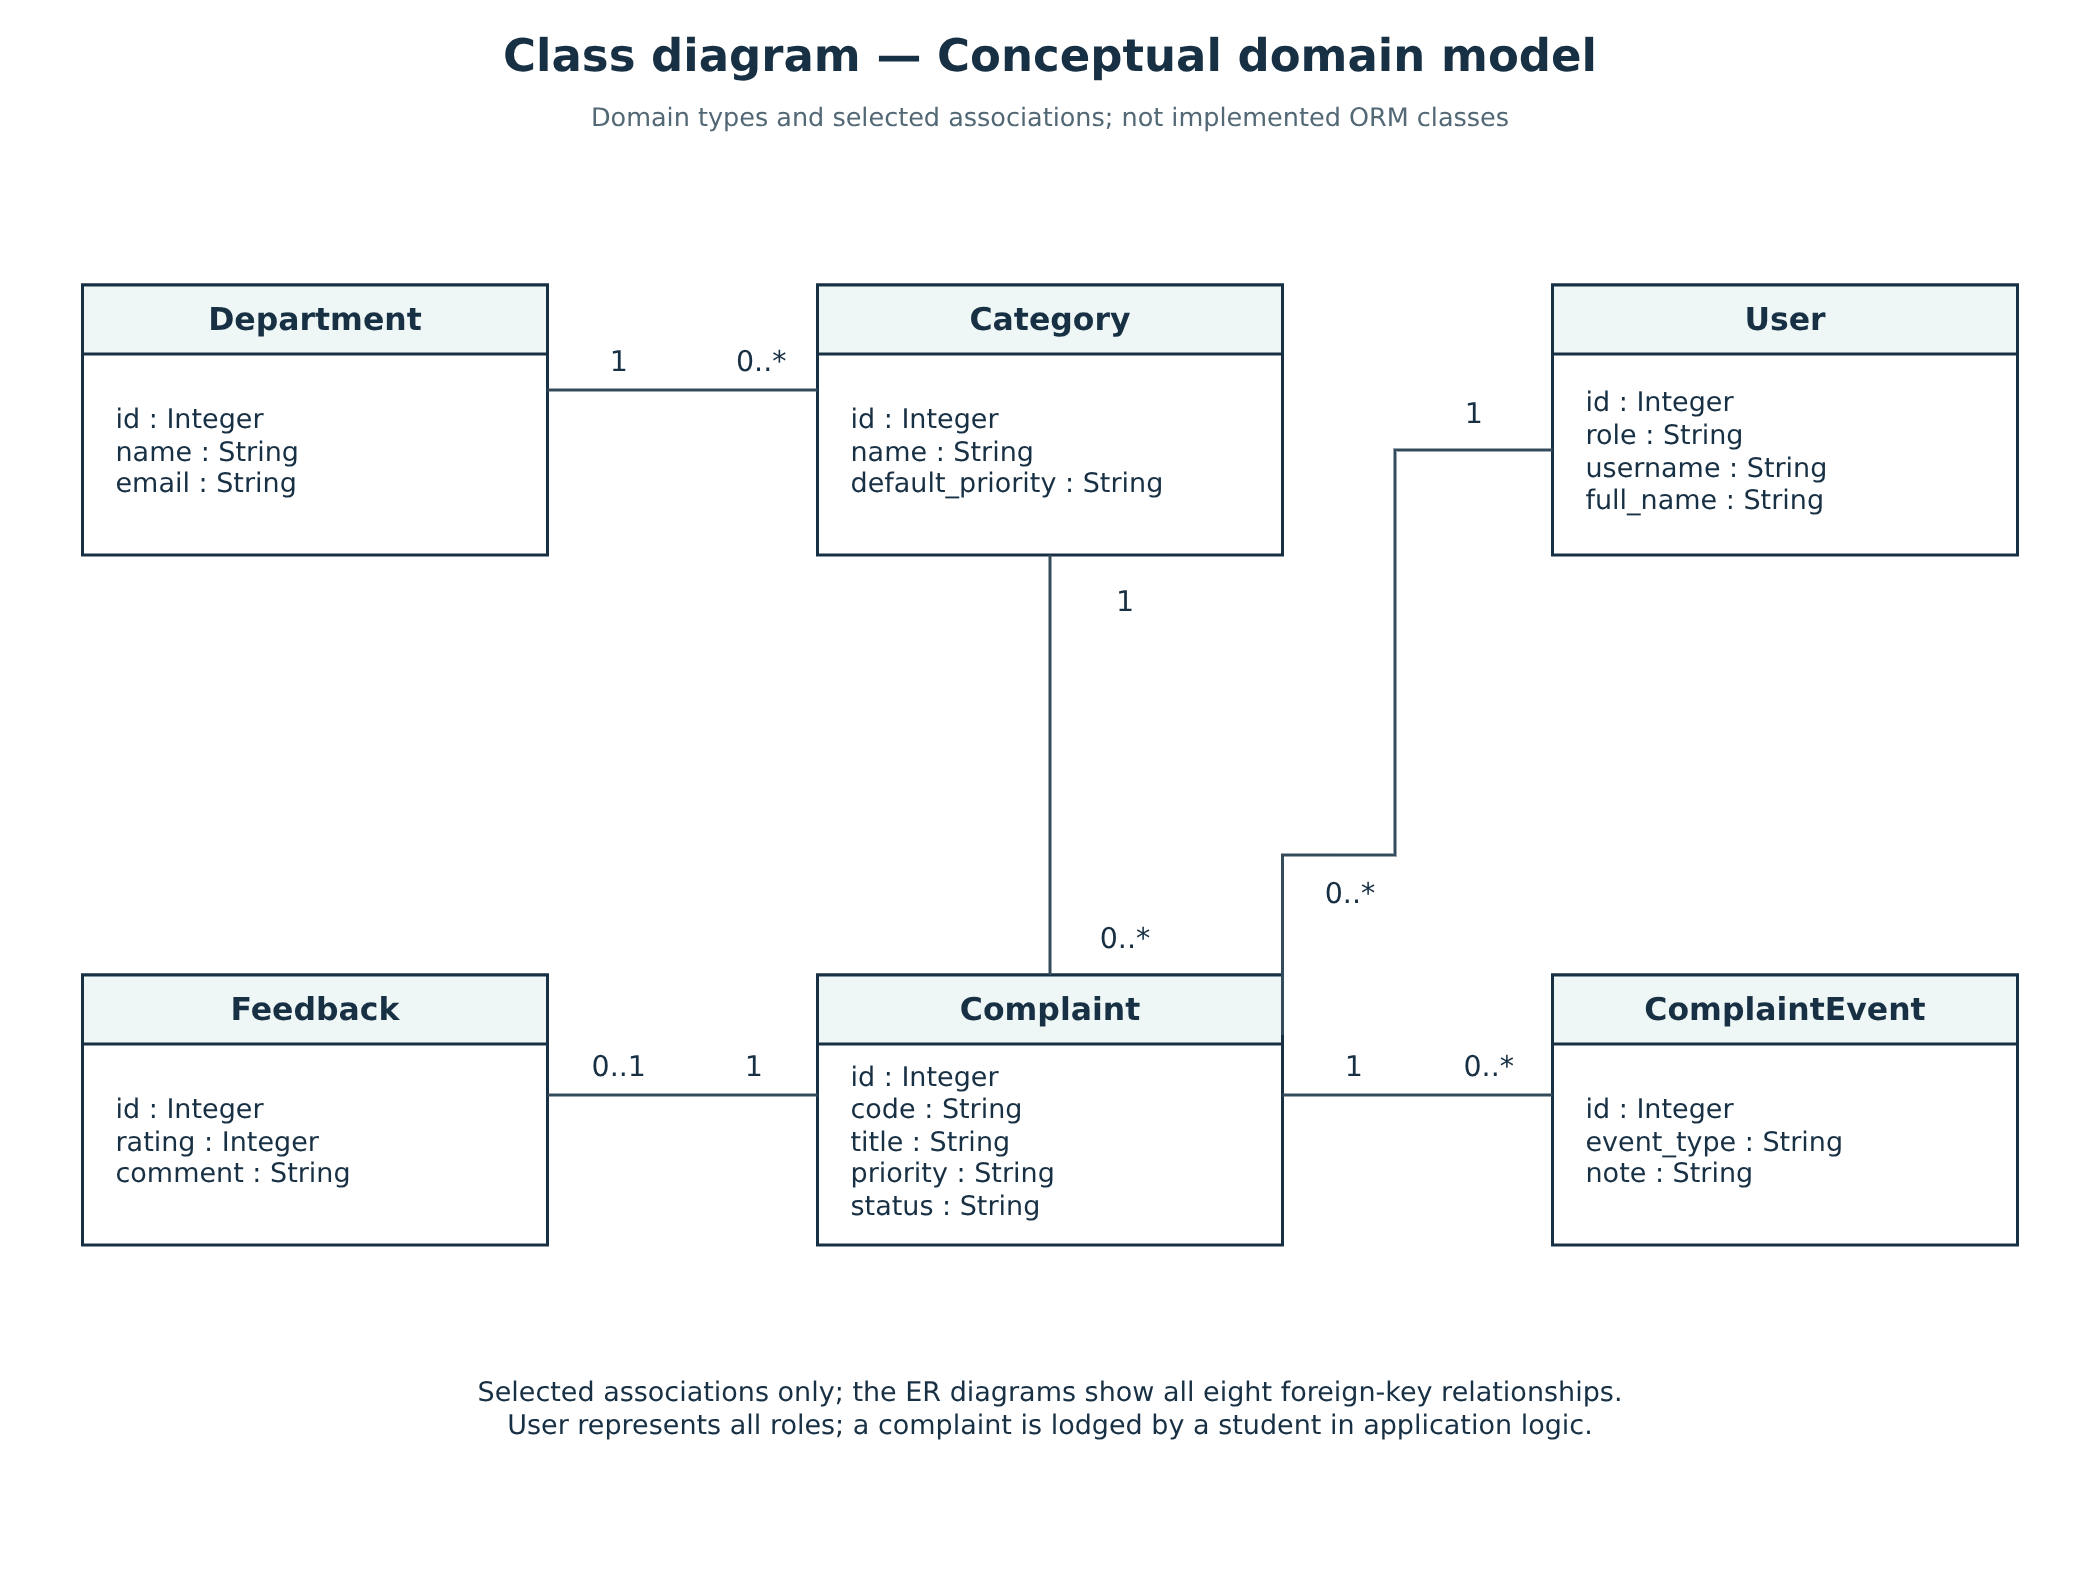 Class diagram — Conceptual domain model
Domain types and selected associations; not implemented ORM classes
Department
id : Integer
name : String
email : String
1
0..*
Category
id : Integer
name : String
default_priority : String
User
id : Integer
role : String
username : String
full_name : String
1
1
0..*
0..*
Feedback
id : Integer
rating : Integer
comment : String
0..1
1
Complaint
id : Integer
code : String
title : String
priority : String
status : String
1
0..*
ComplaintEvent
id : Integer
event_type : String
note : String
Selected associations only; the ER diagrams show all eight foreign-key relationships.
User represents all roles; a complaint is lodged by a student in application logic.